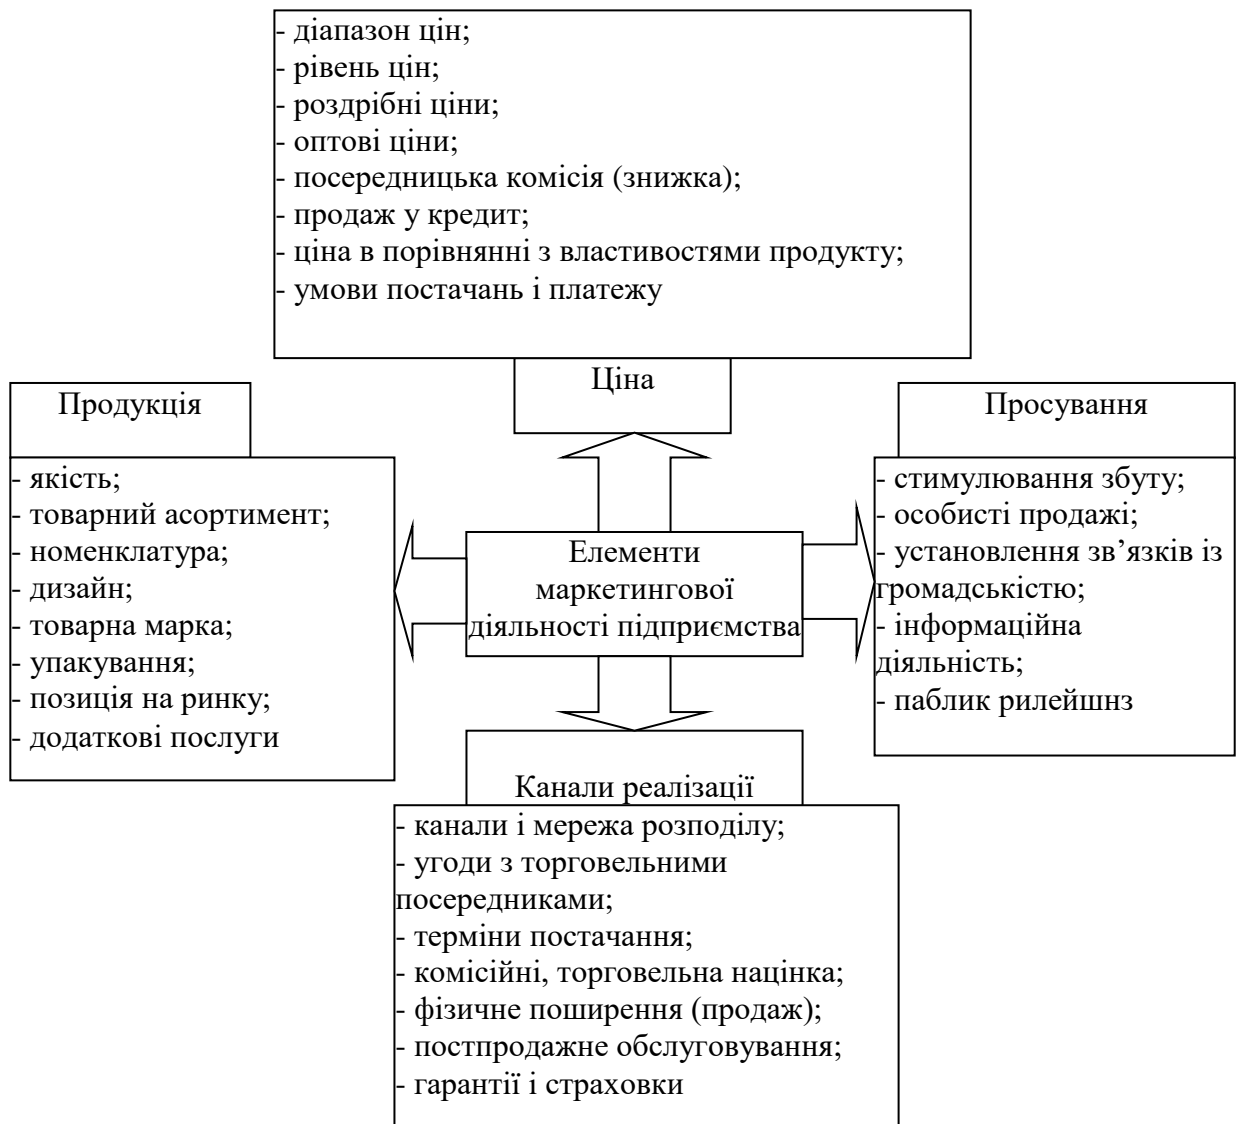 - діапазон цін;
- рівень цін;
- роздрібні ціни;
- оптові ціни;
- посередницька комісія (знижка);
- продаж у кредит;
- ціна в порівнянні з властивостями продукту;
- умови постачань і платежу
Ціна
Продукція
- якість;
- товарний асортимент;
- номенклатура;
- дизайн;
- товарна марка;
- упакування;
- позиція на ринку;
- додаткові послуги
Елементи
маркетингової
діяльності підприємства
Просування
- стимулювання збуту;
- особисті продажі;
- установлення зв’язків із
громадськістю;
- інформаційна
діяльність;
- паблик рилейшнз
Канали реалізації
- канали і мережа розподілу;
- угоди з торговельними
посередниками;
- терміни постачання;
- комісійні, торговельна націнка;
- фізичне поширення (продаж);
- постпродажне обслуговування;
- гарантії і страховки